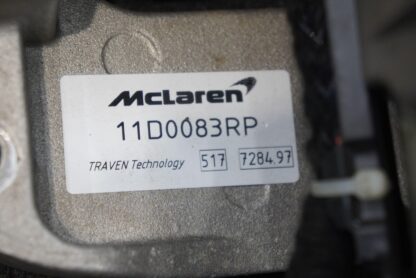 McLaren
11D0083RP
TRAVEN Technology 517 7284.97